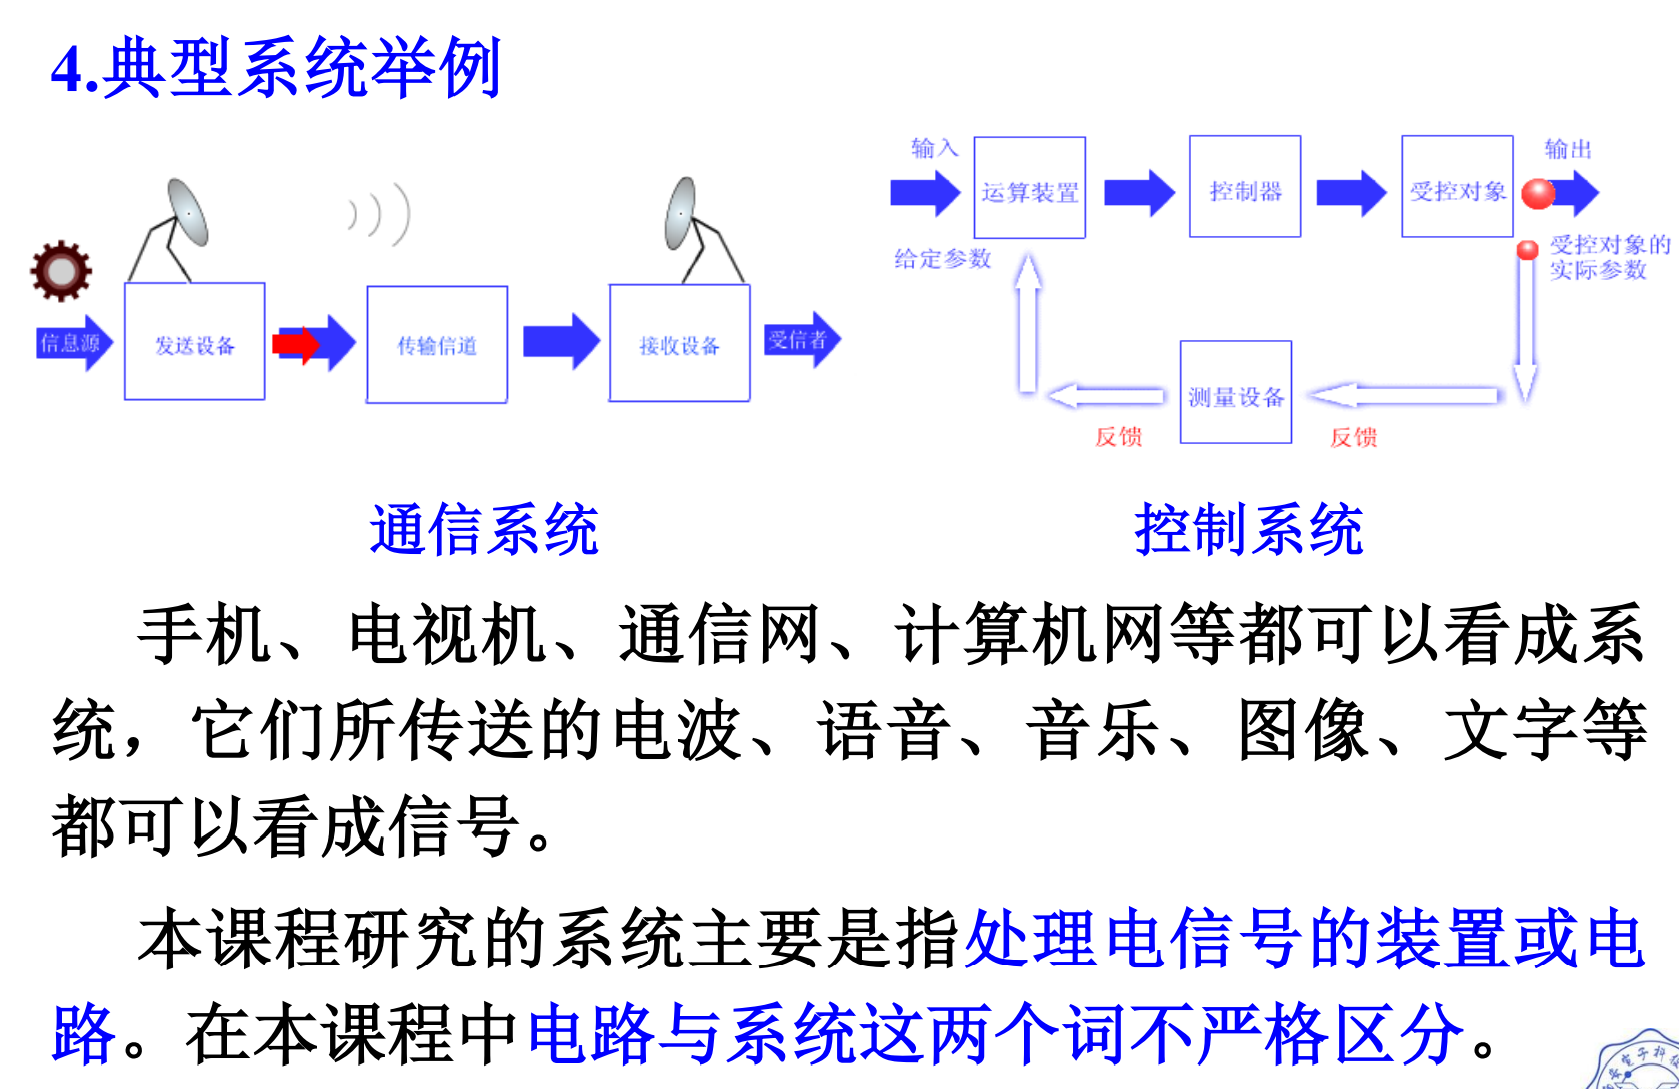 4.典型系统举例
信息源
发送设备
传输信道
接收设备
受信者
通信系统
输入
运算装置
控制器
受控对象
输出
给定参数
受控对象的
实际参数
测量设备
反馈
反馈
控制系统
手机、电视机、通信网、计算机网等都可以看成系
统，它们所传送的电波、语音、音乐、图像、文字等
都可以看成信号。
本课程研究的系统主要是指处理电信号的装置或电
路。在本课程中电路与系统这两个词不严格区分。